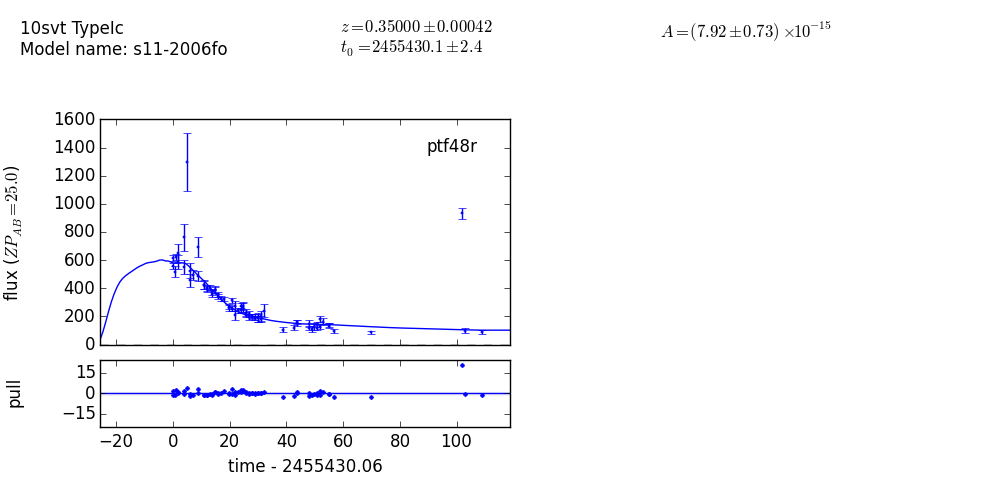 10svt TypeIc
Model name: s11-2006fo
z = 0.35000 ± 0.00042
t₀ = 2455430.1 ± 2.4
A = (7.92 ± 0.73) × 10⁻¹⁵
ptf48r
flux (ZP_AB = 25.0)
1600
1400
1200
1000
800
600
400
200
0
pull
15
0
−15
−20 0 20 40 60 80 100
time - 2455430.06